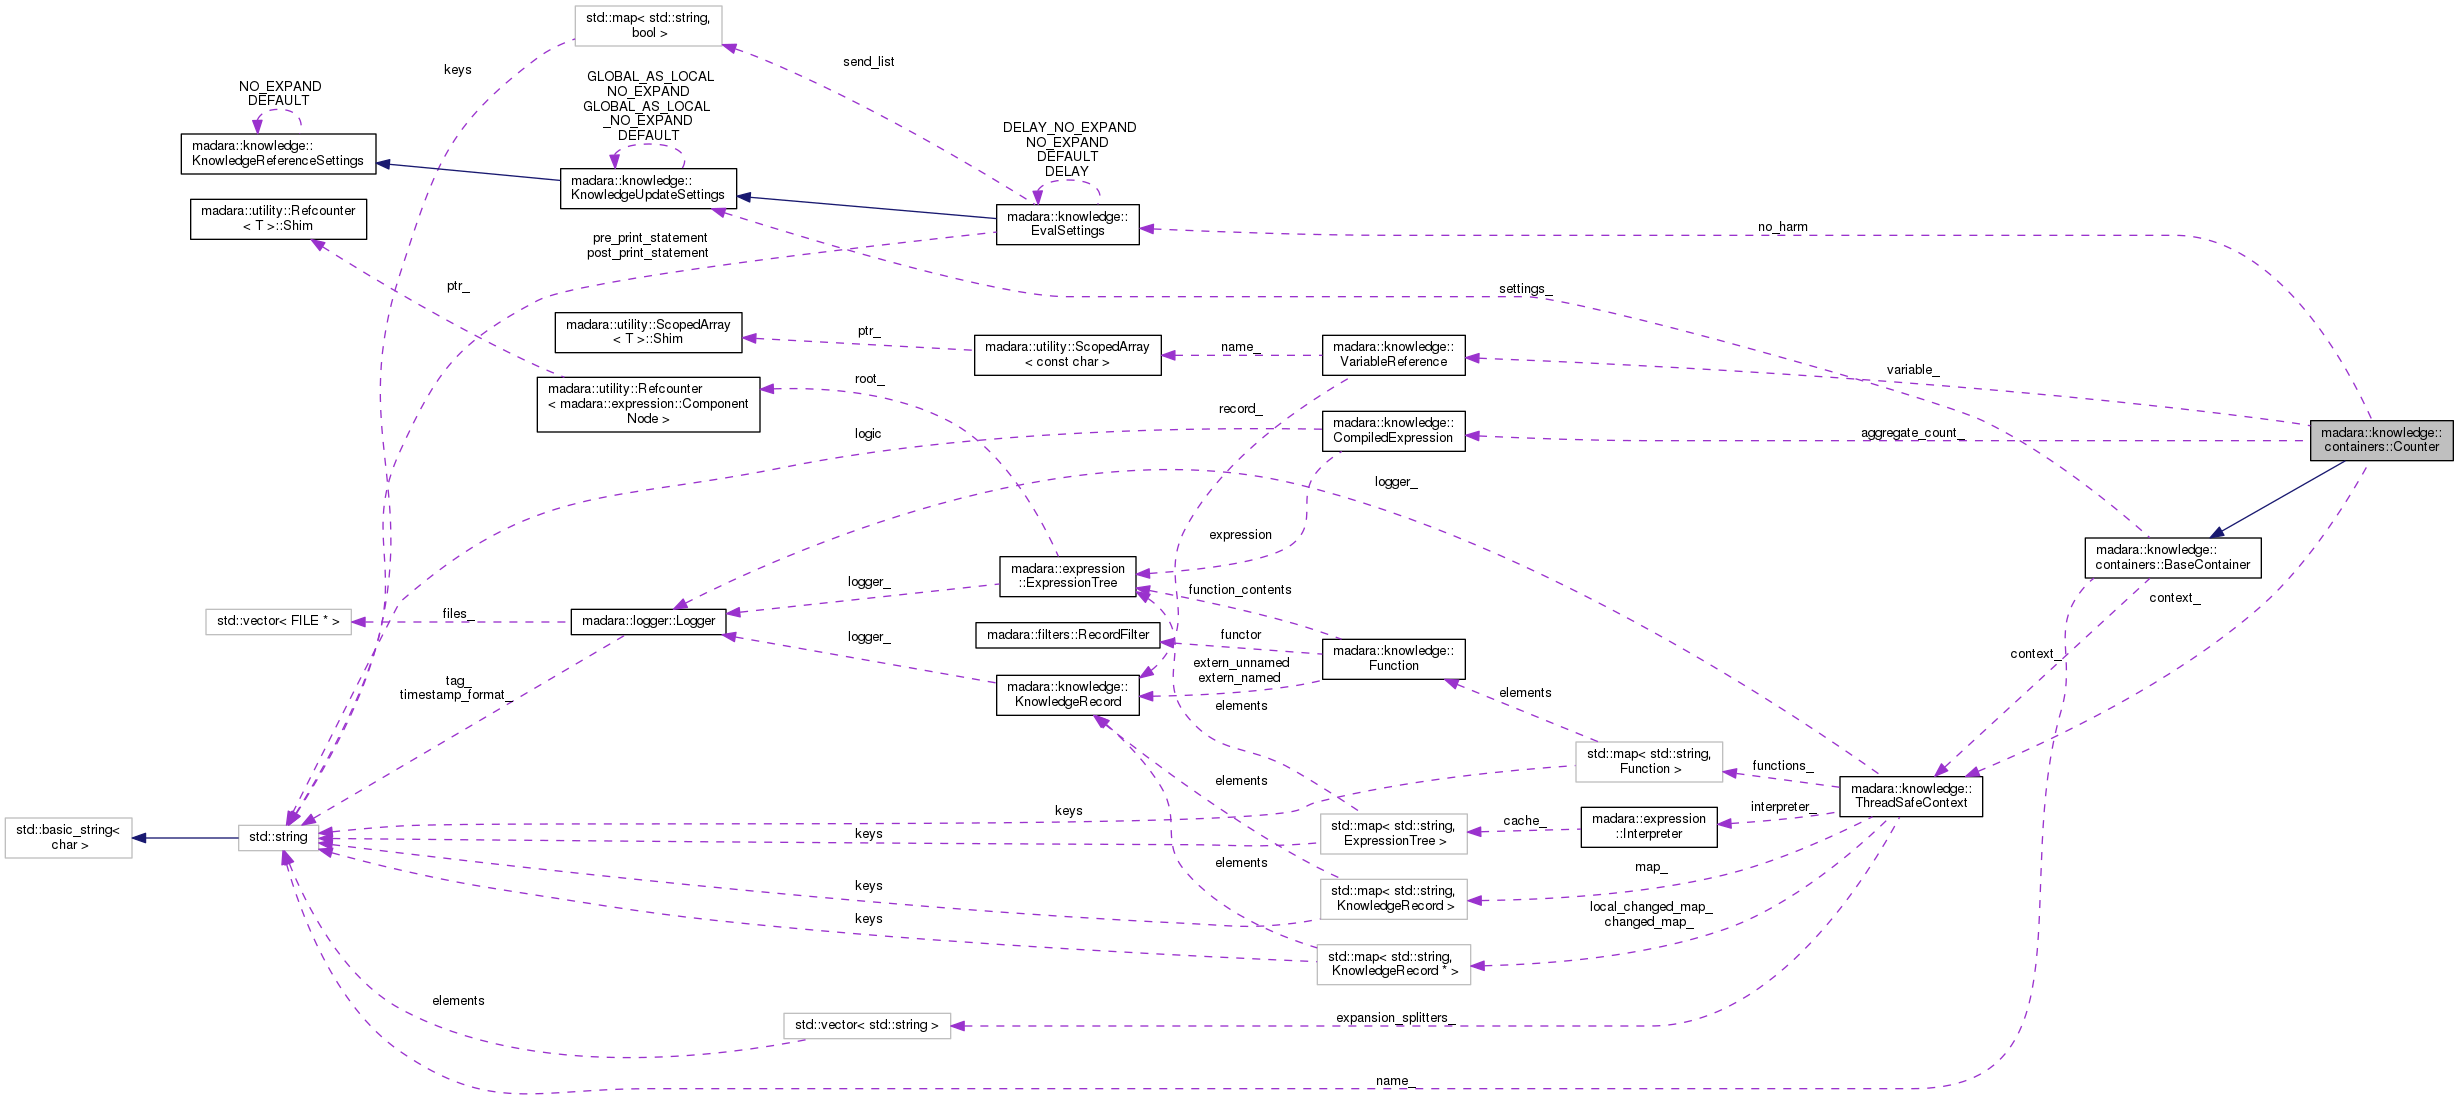 std::map< std::string,
bool >
keys
send_list
NO_EXPAND
DEFAULT
GLOBAL_AS_LOCAL
NO_EXPAND
GLOBAL_AS_LOCAL
_NO_EXPAND
DEFAULT
DELAY_NO_EXPAND
NO_EXPAND
DEFAULT
DELAY
madara::knowledge::
KnowledgeReferenceSettings
madara::knowledge::
KnowledgeUpdateSettings
madara::utility::Refcounter
< T >::Shim
madara::knowledge::
EvalSettings
no_harm
pre_print_statement
post_print_statement
ptr_
settings_
madara::utility::ScopedArray
< T >::Shim
ptr_
madara::utility::ScopedArray
< const char >
name_
madara::knowledge::
VariableReference
variable_
madara::utility::Refcounter
< madara::expression::Component
Node >
root_
record_
logic
madara::knowledge::
CompiledExpression
aggregate_count_
madara::knowledge::
containers::Counter
logger_
expression
madara::knowledge::
containers::BaseContainer
madara::expression
::ExpressionTree
logger_
function_contents
context_
std::vector< FILE * >
files_
madara::logger::Logger
logger_
madara::filters::RecordFilter
functor
madara::knowledge::
Function
context_
extern_unnamed
extern_named
tag_
timestamp_format_
madara::knowledge::
KnowledgeRecord
elements
elements
std::map< std::string,
Function >
functions_
madara::knowledge::
ThreadSafeContext
elements
keys
interpreter_
madara::expression
::Interpreter
cache_
std::map< std::string,
ExpressionTree >
keys
std::basic_string<
char >
std::string
elements
map_
keys
std::map< std::string,
KnowledgeRecord >
local_changed_map_
changed_map_
keys
std::map< std::string,
KnowledgeRecord * >
elements
std::vector< std::string >
expansion_splitters_
name_